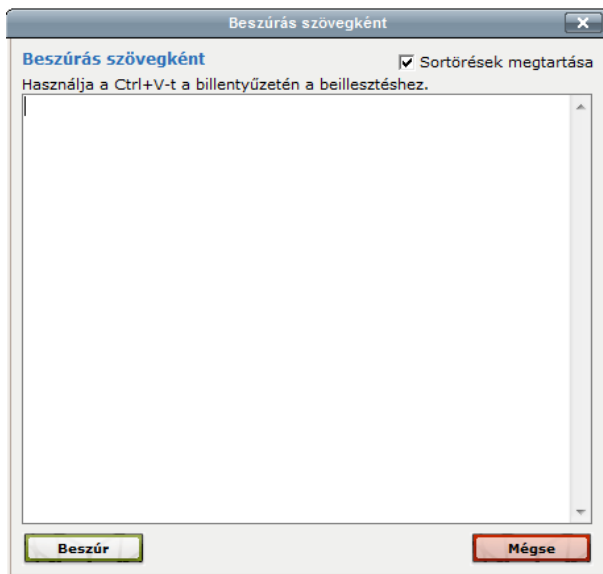 Beszúrás szövegként
Beszúrás szövegként
Sortörések megtartása
Használja a Ctrl+V-t a billentyűzetén a beillesztéshez.
Beszúr
Mégse